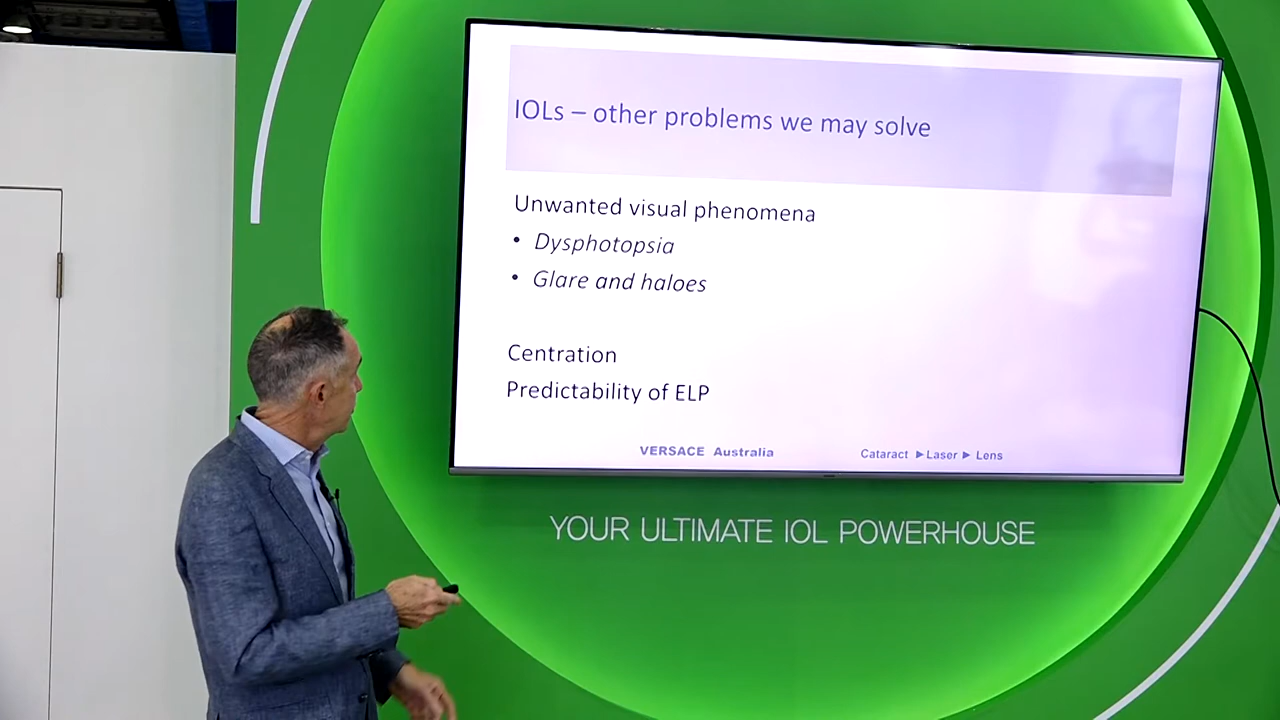 IOLs – other problems we may solve
Unwanted visual phenomena
• Dysphotopsia
• Glare and haloes
Centration
Predictability of ELP
VERSACE Australia
Cataract ►Laser ► Lens
YOUR ULTIMATE IOL POWERHOUSE